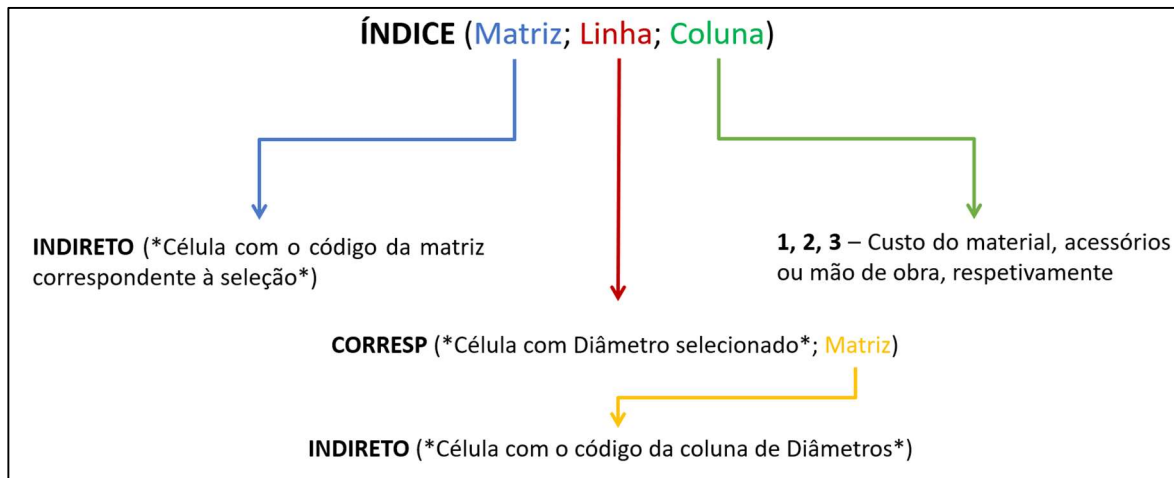 ÍNDICE (Matriz; Linha; Coluna)
INDIRETO (*Célula com o código da matriz
correspondente à seleção*)
1, 2, 3 – Custo do material, acessórios
ou mão de obra, respetivamente
CORRESP (*Célula com Diâmetro selecionado*; Matriz)
INDIRETO (*Célula com o código da coluna de Diâmetros*)